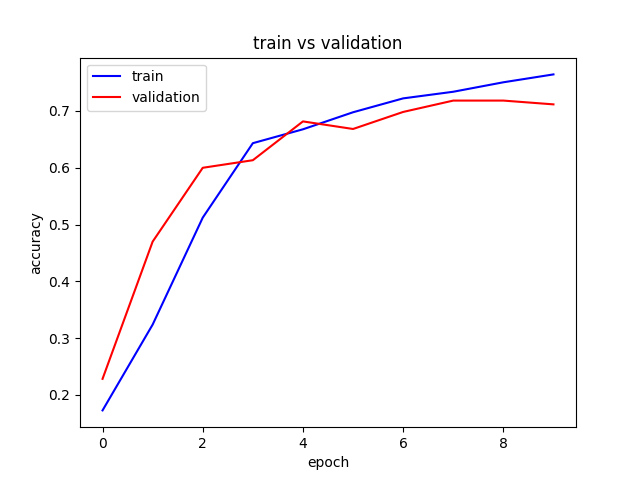 train vs validation
train
validation
0.7
0.6
0.5
0.4
0.3
0.2
accuracy
0 2 4 6 8
epoch